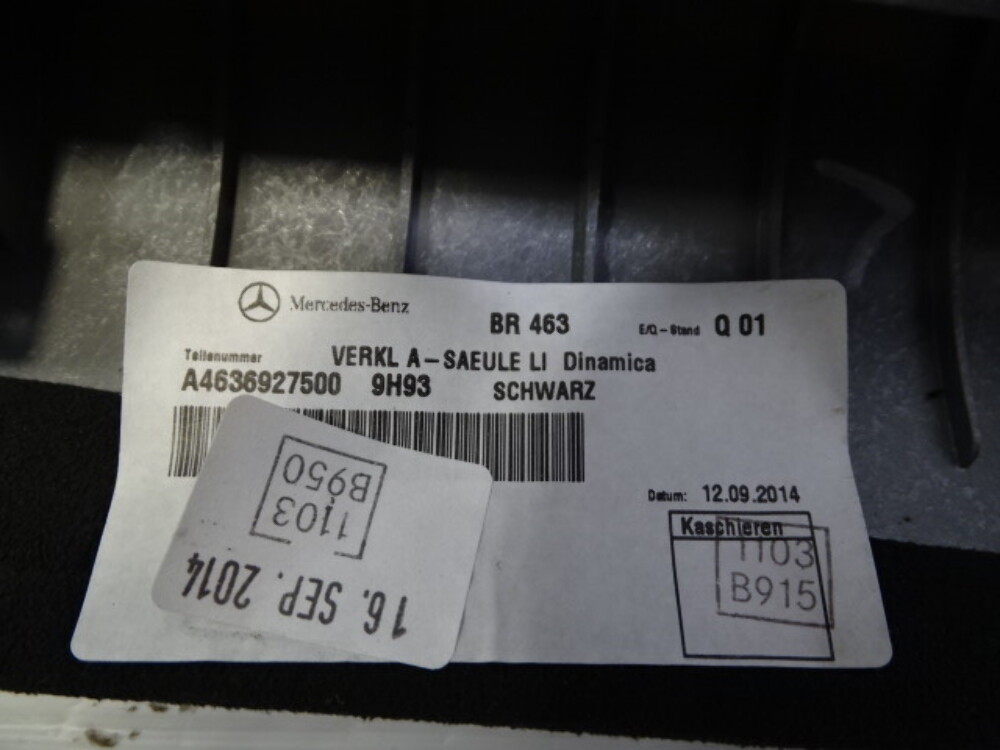 Mercedes-Benz
BR 463 E/Q-Stand Q 01
Teilenummer VERKL A-SAEULE LI Dinamica
A4636927500 9H93 SCHWARZ
Datum: 12.09.2014
Kaschieren
1103
B915
16. SEP. 2014
1103
B950